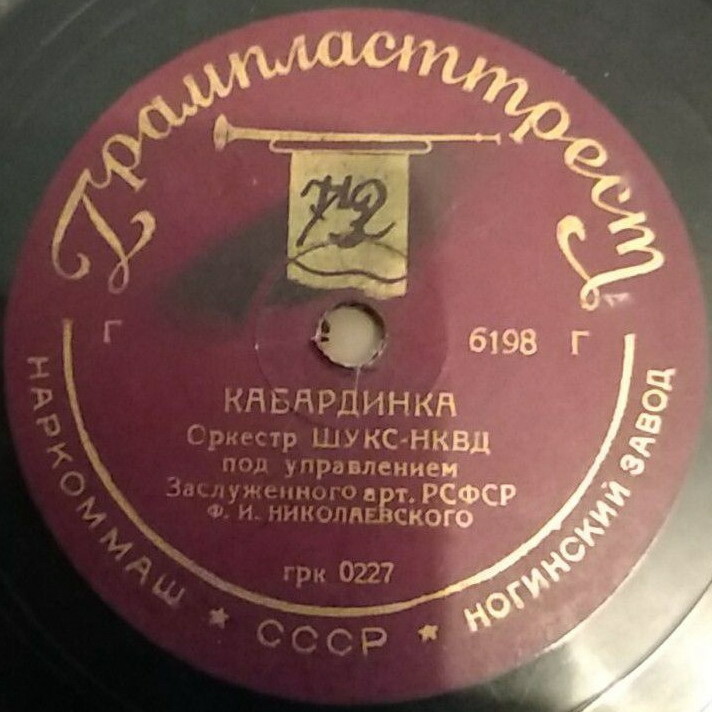 Грампласттрест
Г 6198 Г
КАБАРДИНКА
Оркестр ШУКС-НКВД
под управлением
Заслуженного арт. РСФСР
Ф. И. НИКОЛАЕВСКОГО
грк 0227
НАРКОММАШ ★ СССР ★ НОГИНСКИЙ ЗАВОД